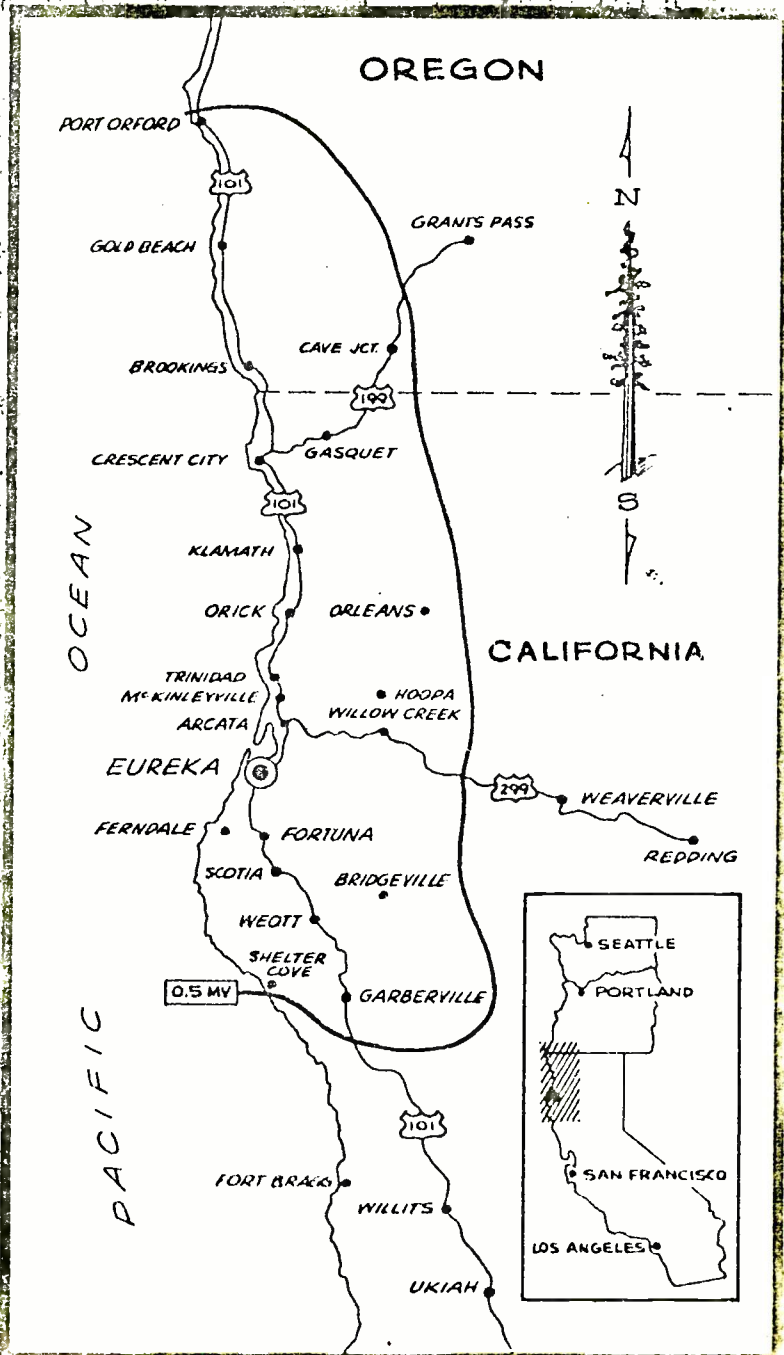 OREGON
PORT ORFORD
101
N
GRANTS PASS
GOLD BEACH
CAVE JCT.
BROOKINGS
199
GASQUET
CRESCENT CITY
101
S
OCEAN
KLAMATH
ORICK
ORLEANS
CALIFORNIA
TRINIDAD
McKINLEYVILLE
HOOPA
WILLOW CREEK
ARCATA
EUREKA
299
WEAVERVILLE
FERNDALE
FORTUNA
REDDING
SCOTIA
BRIDGEVILLE
WEOTT
SHELTER
COVE
0.5 MV
GARBERVILLE
PACIFIC
101
FORT BRAGG
WILLITS
UKIAH
SEATTLE
PORTLAND
SAN FRANCISCO
LOS ANGELES